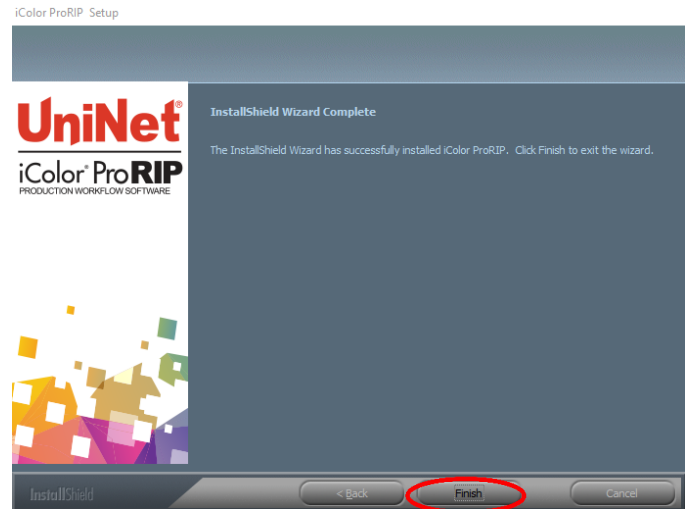 iColor ProRIP Setup
UniNet®
iColor® ProRIP
PRODUCTION WORKFLOW SOFTWARE
InstallShield Wizard Complete
The InstallShield Wizard has successfully installed iColor ProRIP. Click Finish to exit the wizard.
InstallShield
< Back
Finish
Cancel